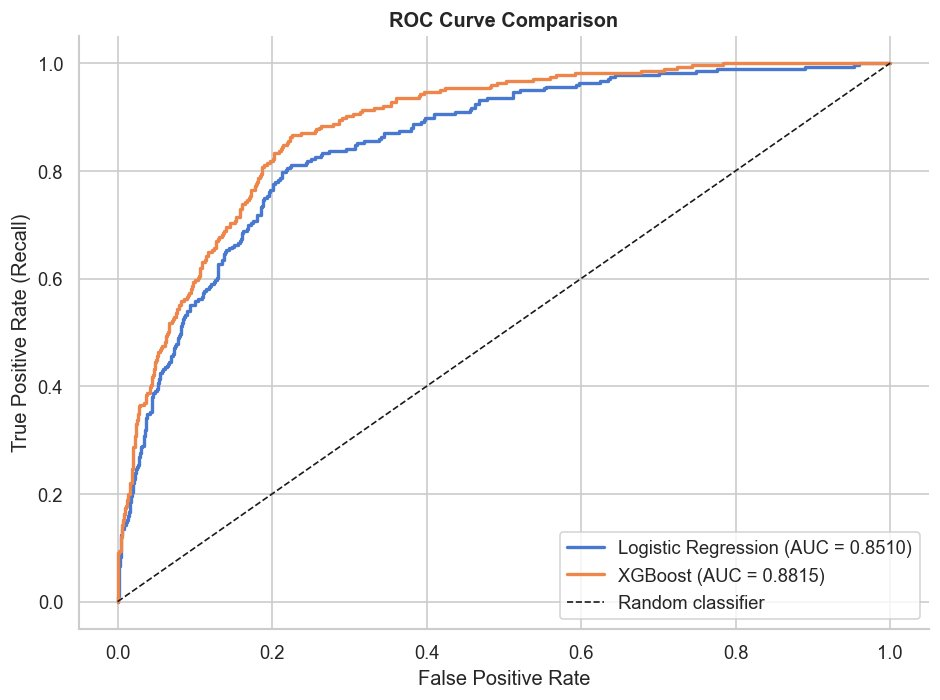 ROC Curve Comparison
True Positive Rate (Recall)
1.0
0.8
0.6
0.4
0.2
0.0
0.0 0.2 0.4 0.6 0.8 1.0
False Positive Rate
Logistic Regression (AUC = 0.8510)
XGBoost (AUC = 0.8815)
Random classifier